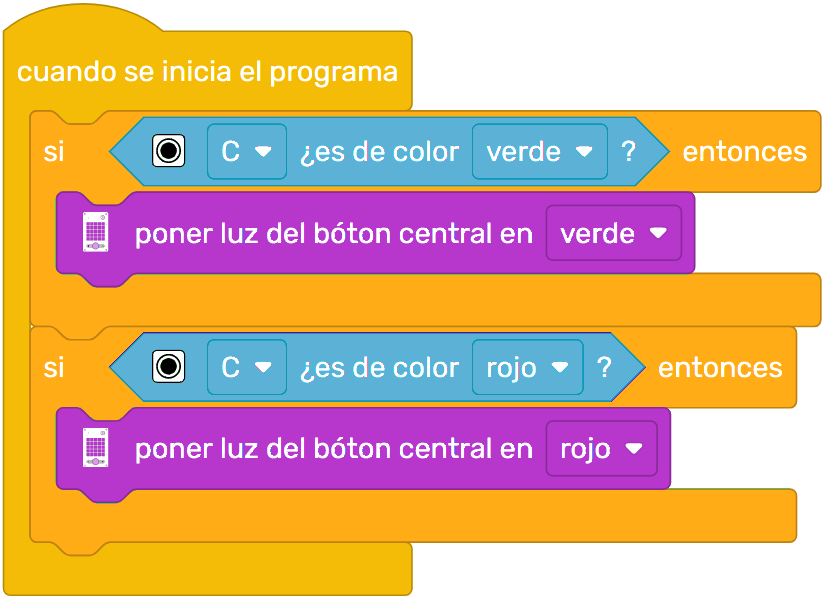 cuando se inicia el programa
si C ¿es de color verde ? entonces
poner luz del bóton central en verde
si C ¿es de color rojo ? entonces
poner luz del bóton central en rojo